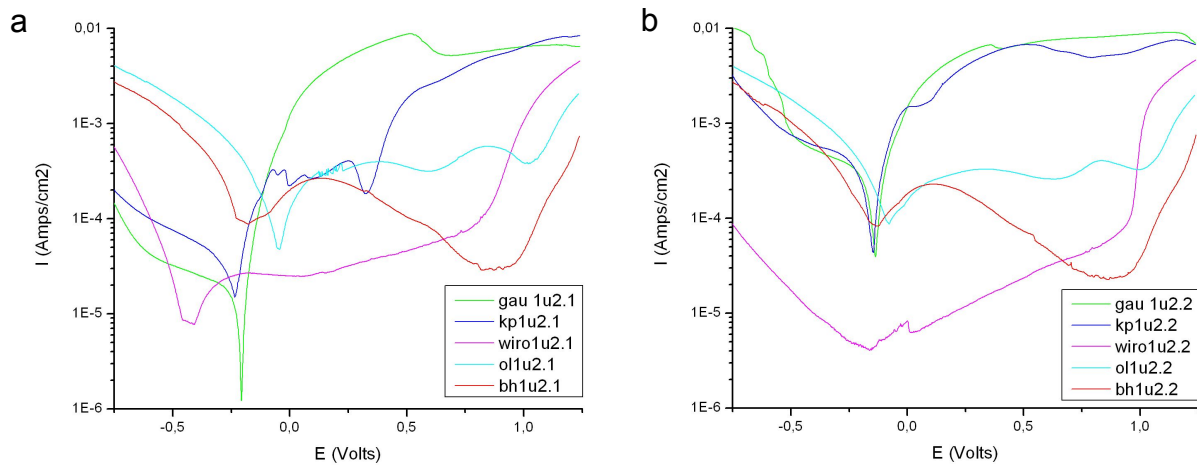 a
0,01
1E-3
1E-4
1E-5
1E-6
I (Amps/cm2)
-0,5
0,0
0,5
1,0
E (Volts)
gau 1u2.1
kp1u2.1
wiro1u2.1
ol1u2.1
bh1u2.1
b
0,01
1E-3
1E-4
1E-5
1E-6
I (Amps/cm2)
-0,5
0,0
0,5
1,0
E (Volts)
gau 1u2.2
kp1u2.2
wiro1u2.2
ol1u2.2
bh1u2.2